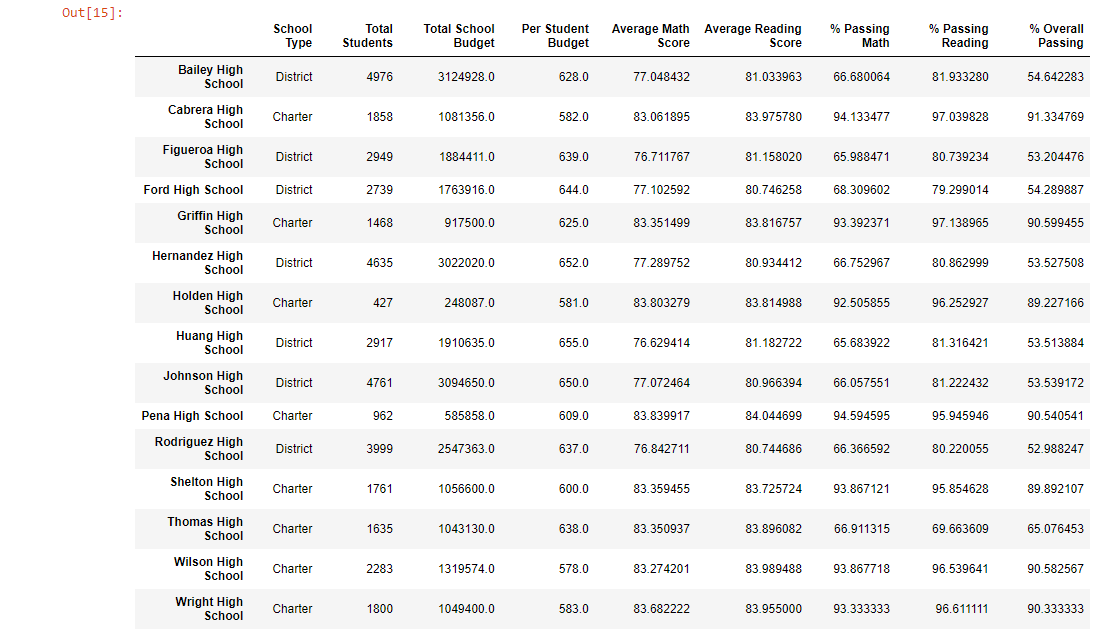 Out[15]:
School Type Total Students Total School Budget Per Student Budget Average Math Score Average Reading Score % Passing Math % Passing Reading % Overall Passing
Bailey High School District 4976 3124928.0 628.0 77.048432 81.033963 66.680064 81.933280 54.642283
Cabrera High School Charter 1858 1081356.0 582.0 83.061895 83.975780 94.133477 97.039828 91.334769
Figueroa High School District 2949 1884411.0 639.0 76.711767 81.158020 65.988471 80.739234 53.204476
Ford High School District 2739 1763916.0 644.0 77.102592 80.746258 68.309602 79.299014 54.289887
Griffin High School Charter 1468 917500.0 625.0 83.351499 83.816757 93.392371 97.138965 90.599455
Hernandez High School District 4635 3022020.0 652.0 77.289752 80.934412 66.752967 80.862999 53.527508
Holden High School Charter 427 248087.0 581.0 83.803279 83.814988 92.505855 96.252927 89.227166
Huang High School District 2917 1910635.0 655.0 76.629414 81.182722 65.683922 81.316421 53.513884
Johnson High School District 4761 3094650.0 650.0 77.072464 80.966394 66.057551 81.222432 53.539172
Pena High School Charter 962 585858.0 609.0 83.839917 84.044699 94.594595 95.945946 90.540541
Rodriguez High School District 3999 2547363.0 637.0 76.842711 80.744686 66.366592 80.220055 52.988247
Shelton High School Charter 1761 1056600.0 600.0 83.359455 83.725724 93.867121 95.854628 89.892107
Thomas High School Charter 1635 1043130.0 638.0 83.350937 83.896082 66.911315 69.663609 65.076453
Wilson High School Charter 2283 1319574.0 578.0 83.274201 83.989488 93.867718 96.539641 90.582567
Wright High School Charter 1800 1049400.0 583.0 83.682222 83.955000 93.333333 96.611111 90.333333